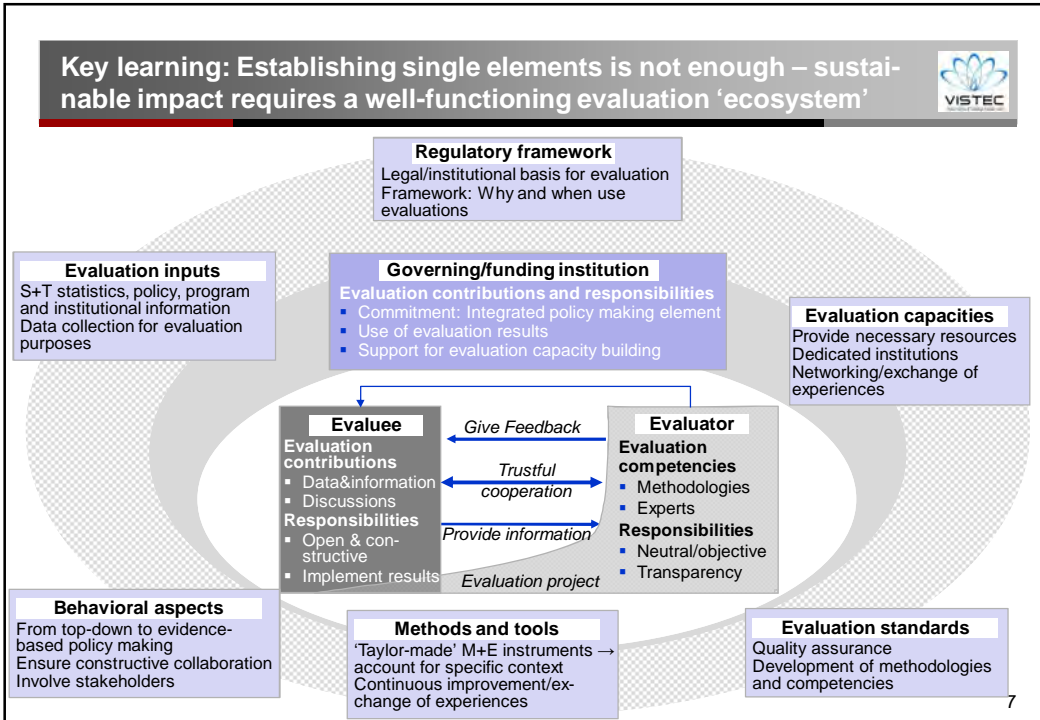 Key learning: Establishing single elements is not enough – sustai-
nable impact requires a well-functioning evaluation ‘ecosystem’
VISTEC
Regulatory framework
Legal/institutional basis for evaluation
Framework: Why and when use
evaluations
Evaluation inputs
S+T statistics, policy, program
and institutional information
Data collection for evaluation
purposes
Governing/funding institution
Evaluation contributions and responsibilities
▪ Commitment: Integrated policy making element
▪ Use of evaluation results
▪ Support for evaluation capacity building
Evaluation capacities
Provide necessary resources
Dedicated institutions
Networking/exchange of
experiences
Evaluee
Evaluation
contributions
▪ Data&information
▪ Discussions
Responsibilities
▪ Open & con-
structive
▪ Implement results
Give Feedback
Trustful
cooperation
Provide information
Evaluation project
Evaluator
Evaluation
competencies
▪ Methodologies
▪ Experts
Responsibilities
▪ Neutral/objective
▪ Transparency
Behavioral aspects
From top-down to evidence-
based policy making
Ensure constructive collaboration
Involve stakeholders
Methods and tools
‘Taylor-made’ M+E instruments →
account for specific context
Continuous improvement/ex-
change of experiences
Evaluation standards
Quality assurance
Development of methodologies
and competencies
7